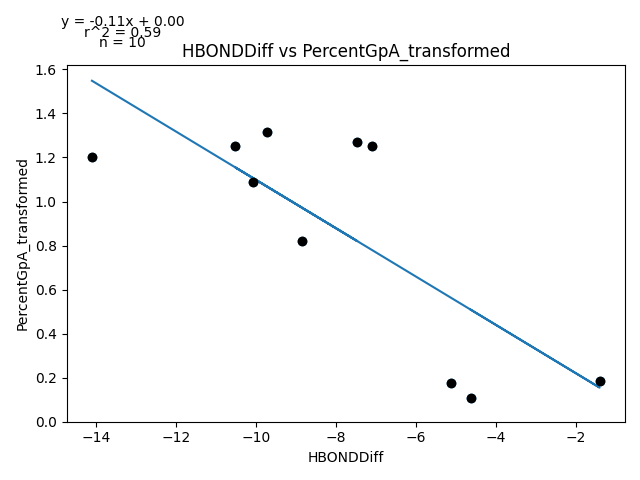 y = -0.11x + 0.00
r^2 = 0.59
n = 10
HBONDDiff vs PercentGpA_transformed
1.6
1.4
1.2
1.0
0.8
0.6
0.4
0.2
0.0
PercentGpA_transformed
−14 −12 −10 −8 −6 −4 −2
HBONDDiff